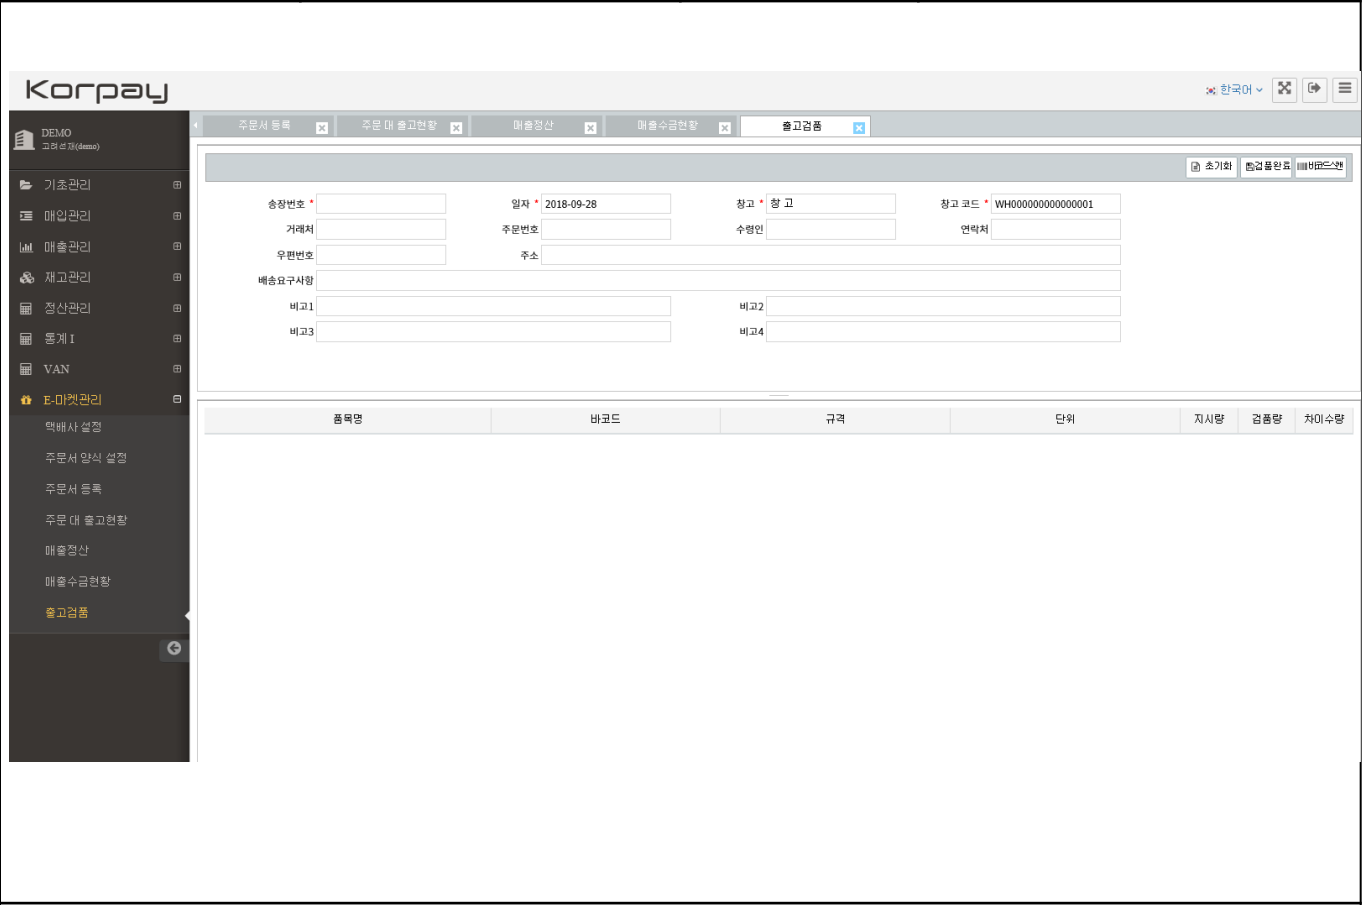 Korpay
한국어
DEMO
고려선재(demo)
주문서 등록
주문 대 출고현황
매출정산
매출수금현황
출고검품
초기화
검품완료
바코드스캔
기초관리
매입관리
매출관리
재고관리
정산관리
통계 I
VAN
E-마켓관리
택배사 설정
주문서 양식 설정
주문서 등록
주문 대 출고현황
매출정산
매출수금현황
출고검품
송장번호 * 일자 * 2018-09-28 창고 * 창 고 창고 코드 * WH000000000000001
거래처 주문번호 수령인 연락처
우편번호 주소
배송요구사항
비고1 비고2
비고3 비고4
품목명 바코드 규격 단위 지시량 검품량 차이수량